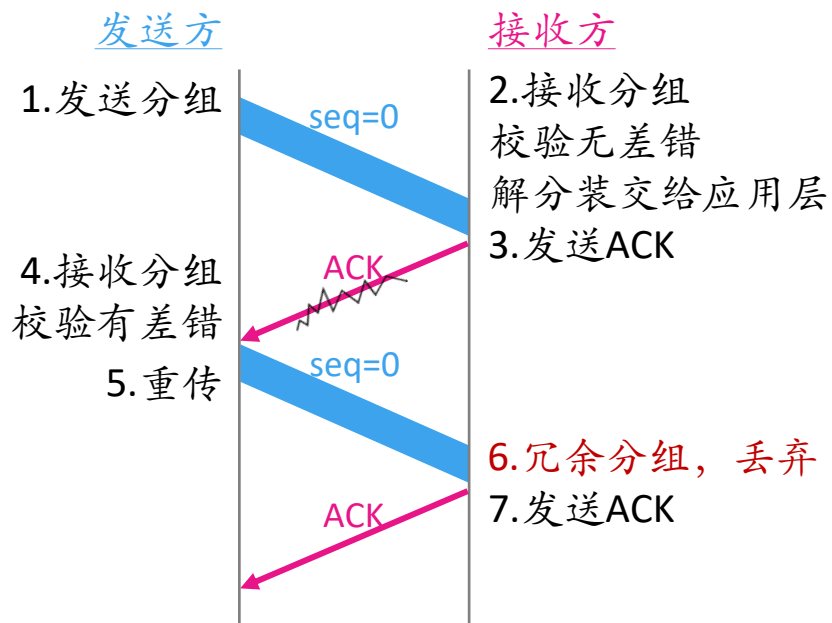 发送方
接收方
1.发送分组
seq=0
2.接收分组
校验无差错
解分装交给应用层
3.发送ACK
ACK
4.接收分组
校验有差错
5.重传
seq=0
6.冗余分组，丢弃
7.发送ACK
ACK